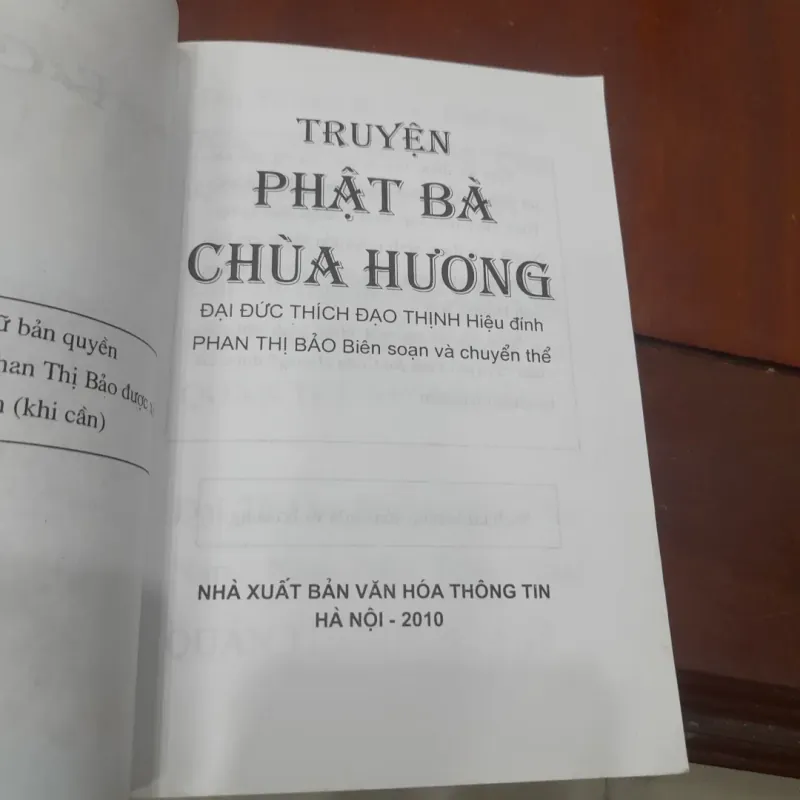 bản quyền
Thị Bảo được
(khi cần)
TRUYỆN
PHẬT BÀ
CHÙA HƯƠNG
ĐẠI ĐỨC THÍCH ĐẠO THỊNH Hiệu đính
PHAN THỊ BẢO Biên soạn và chuyển thể
NHÀ XUẤT BẢN VĂN HÓA THÔNG TIN
HÀ NỘI - 2010